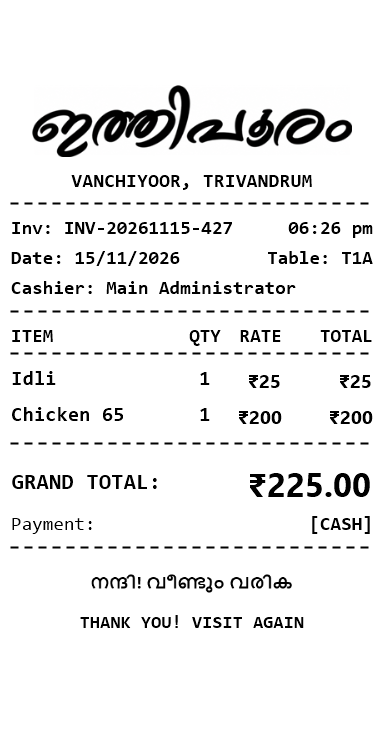 ഇത്തിപൂരം
VANCHIYOOR, TRIVANDRUM
Inv: INV-20261115-427 06:26 pm
Date: 15/11/2026 Table: T1A
Cashier: Main Administrator
ITEM QTY RATE TOTAL
Idli 1 ₹25 ₹25
Chicken 65 1 ₹200 ₹200
GRAND TOTAL: ₹225.00
Payment: [CASH]
നന്ദി! വീണ്ടും വരിക
THANK YOU! VISIT AGAIN